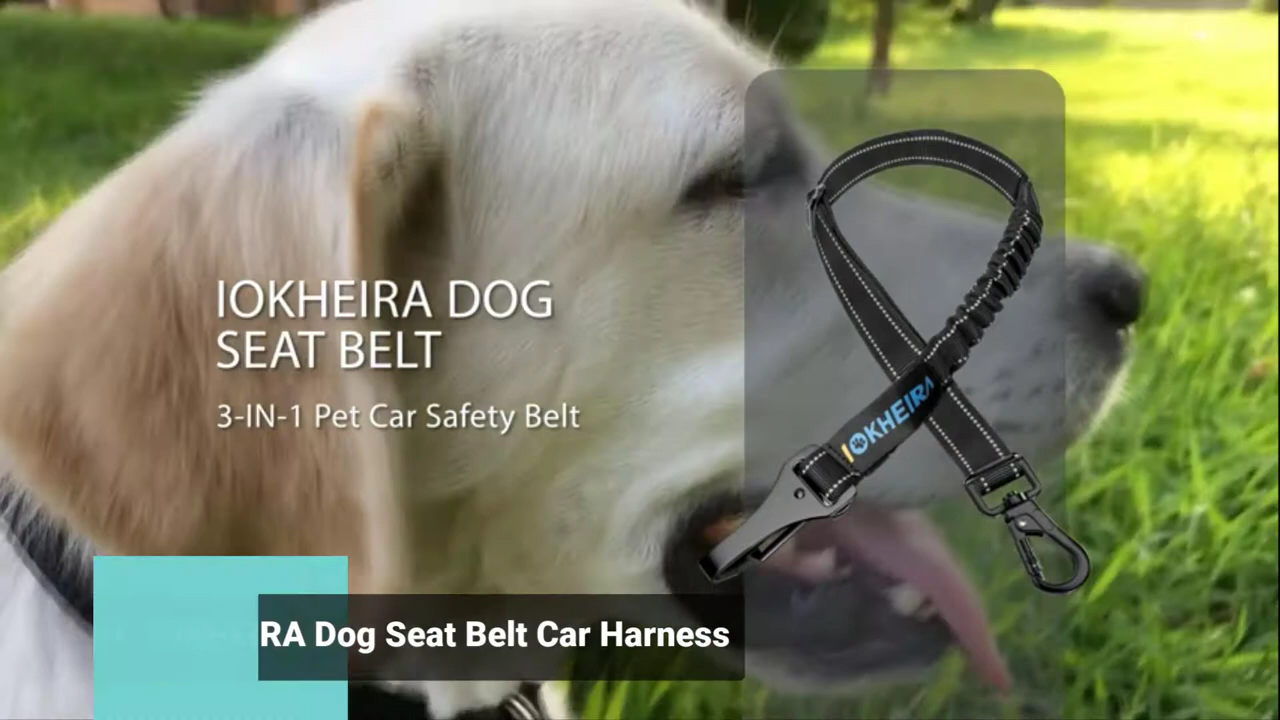 IOKHEIRA DOG
SEAT BELT
3-IN-1 Pet Car Safety Belt
IOKHEIRA
RA Dog Seat Belt Car Harness